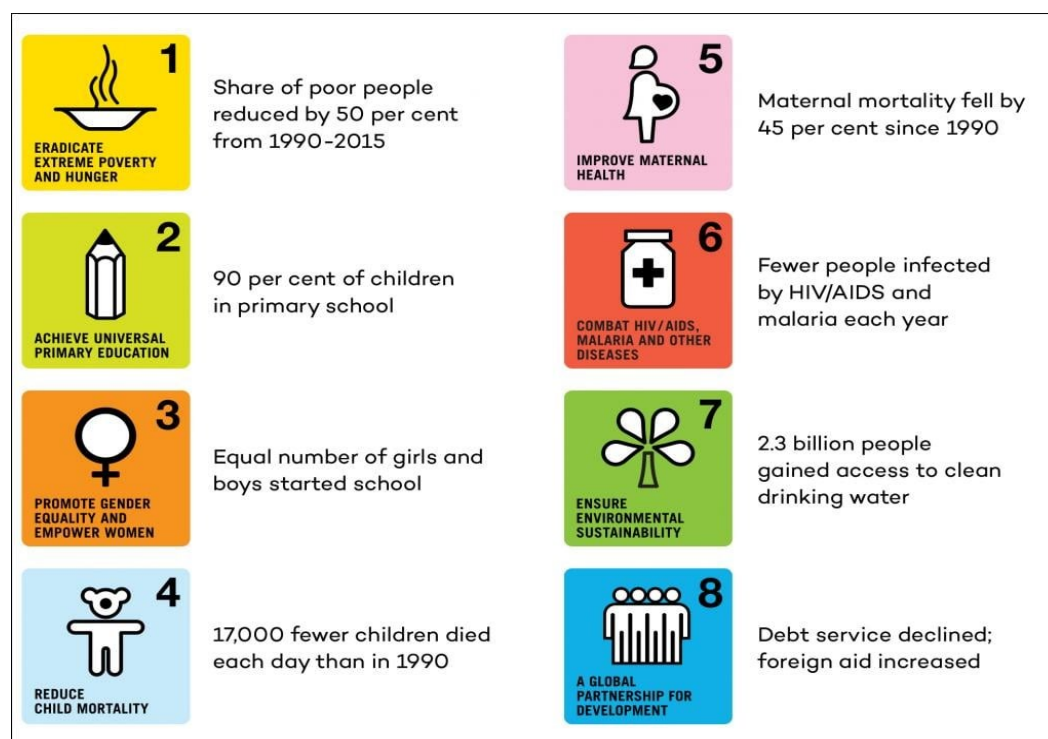 1
ERADICATE
EXTREME POVERTY
AND HUNGER
Share of poor people
reduced by 50 per cent
from 1990-2015
2
ACHIEVE UNIVERSAL
PRIMARY EDUCATION
90 per cent of children
in primary school
3
PROMOTE GENDER
EQUALITY AND
EMPOWER WOMEN
Equal number of girls and
boys started school
4
REDUCE
CHILD MORTALITY
17,000 fewer children died
each day than in 1990
5
IMPROVE MATERNAL
HEALTH
Maternal mortality fell by
45 per cent since 1990
6
COMBAT HIV/AIDS,
MALARIA AND OTHER
DISEASES
Fewer people infected
by HIV/AIDS and
malaria each year
7
ENSURE
ENVIRONMENTAL
SUSTAINABILITY
2.3 billion people
gained access to clean
drinking water
8
A GLOBAL
PARTNERSHIP FOR
DEVELOPMENT
Debt service declined;
foreign aid increased